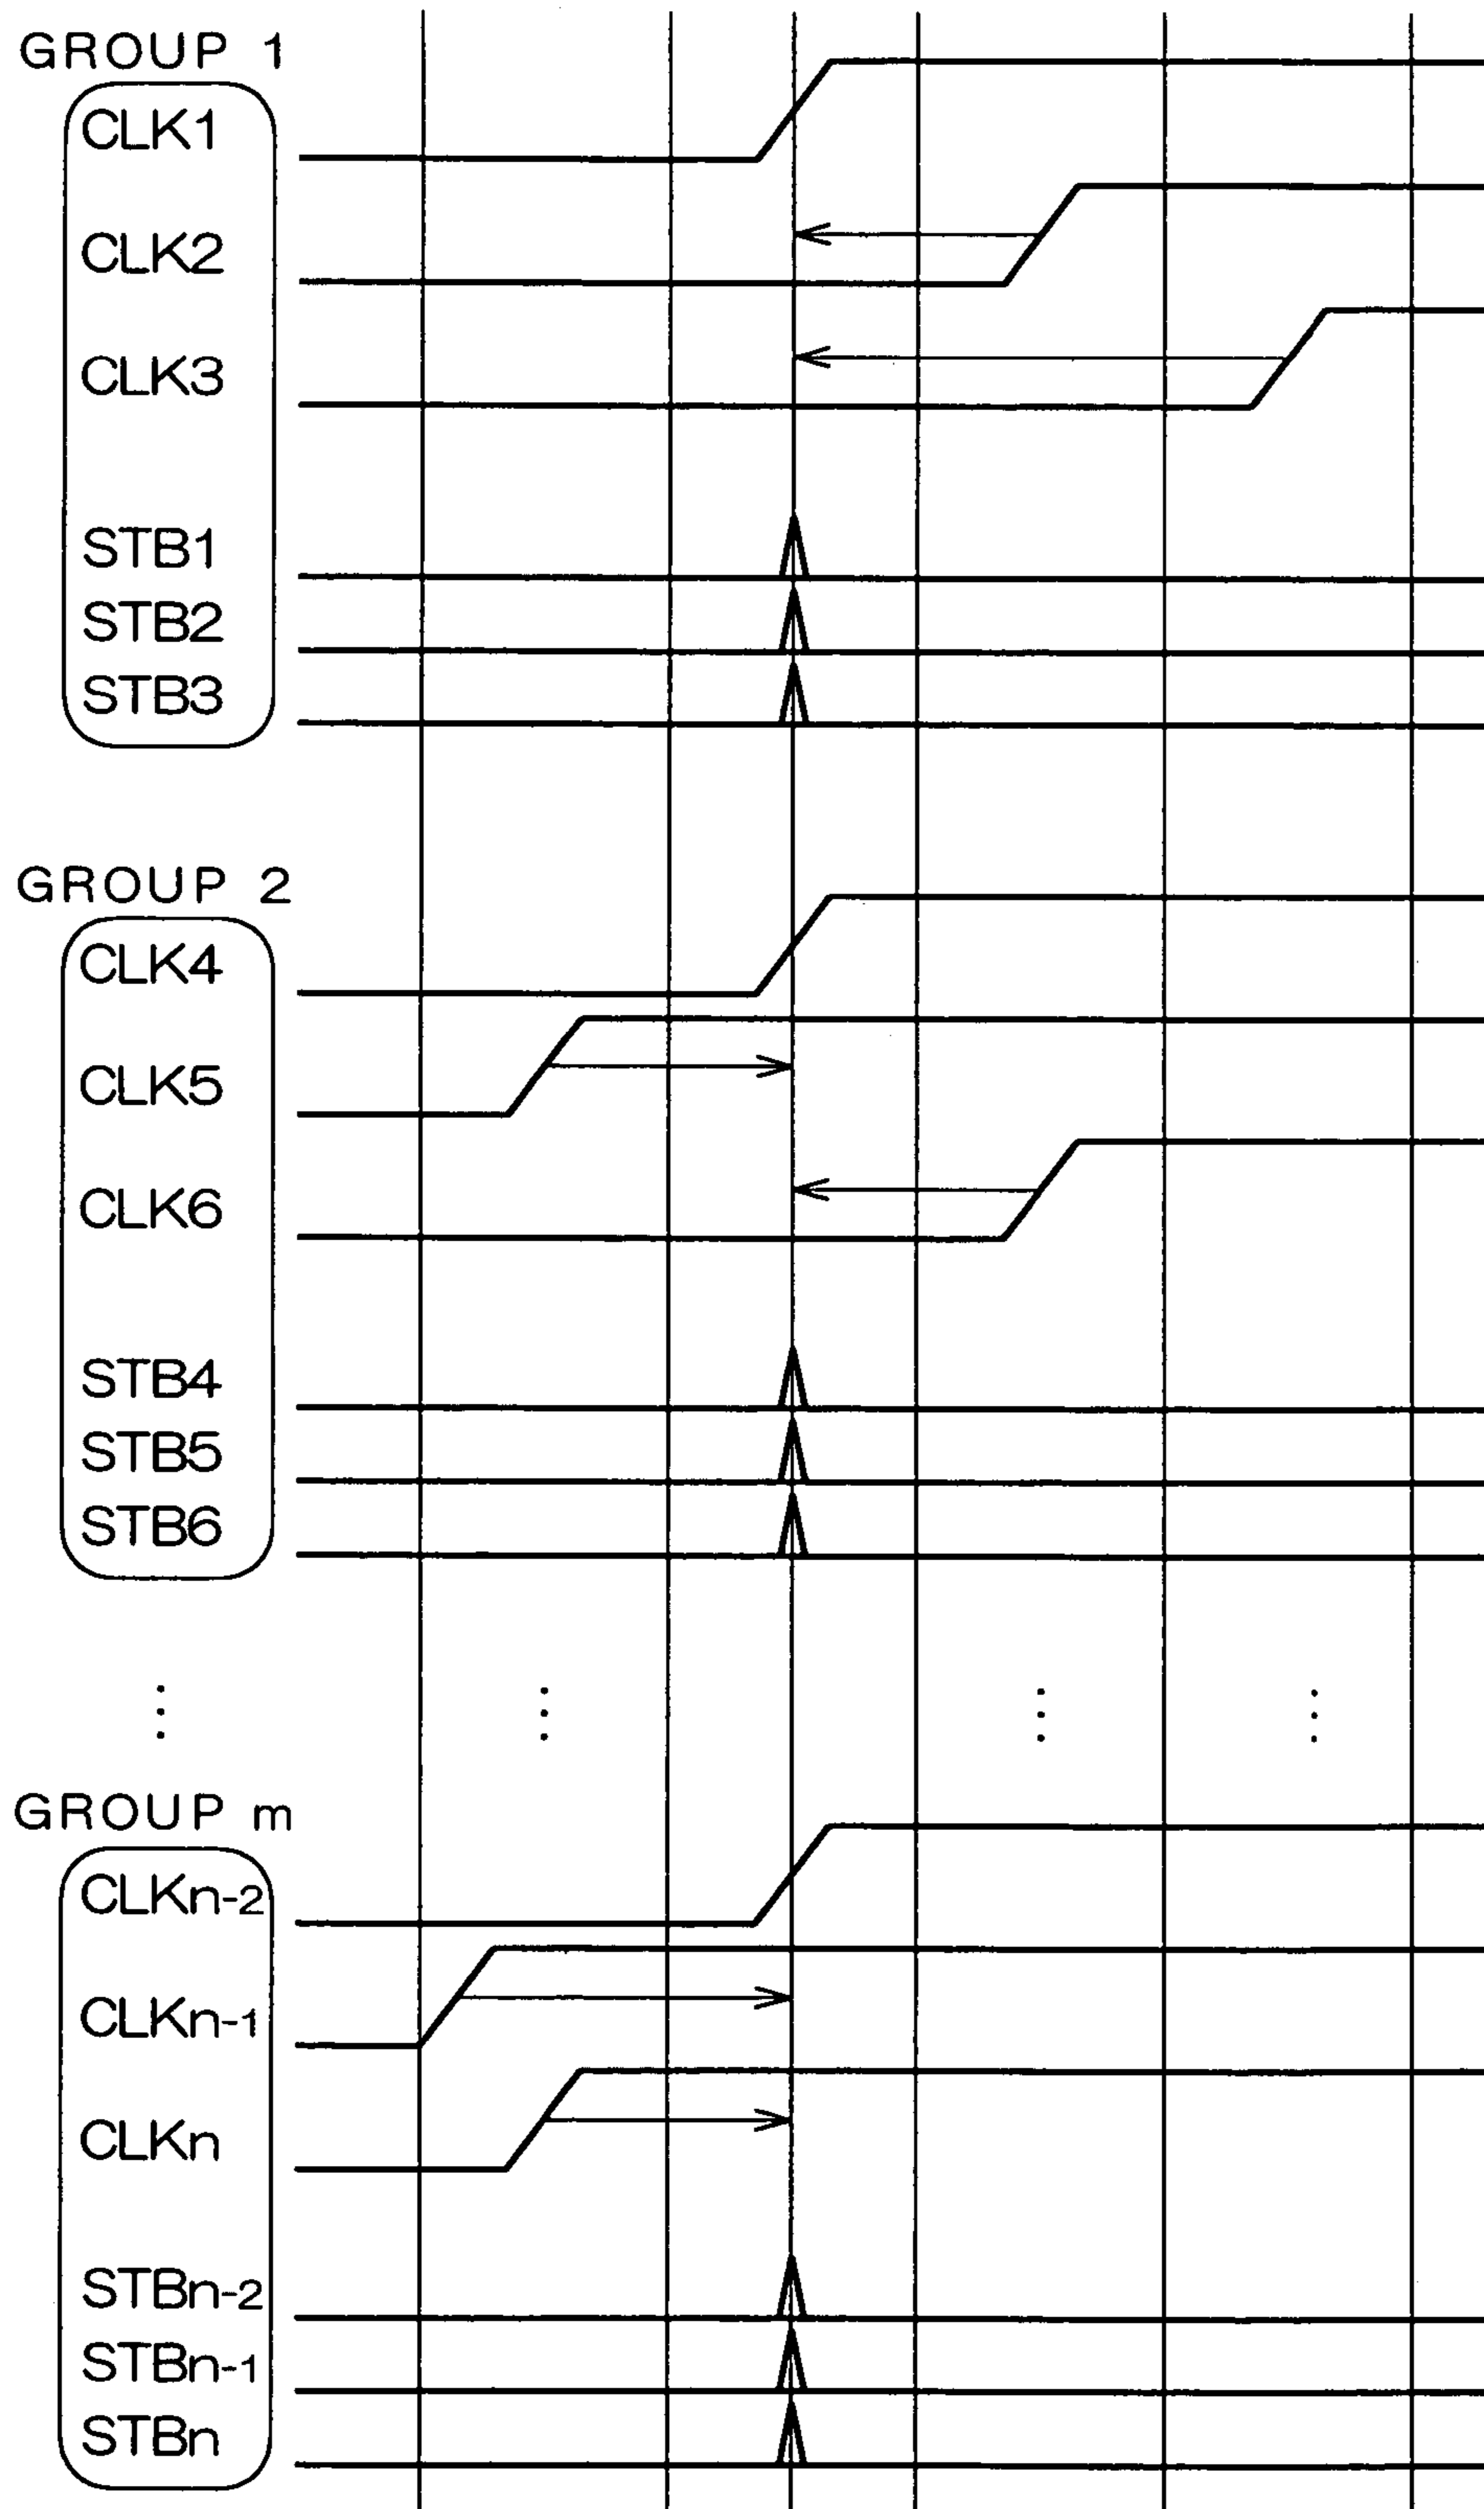 GROUP 1
CLK1
CLK2
CLK3
STB1
STB2
STB3
GROUP 2
CLK4
CLK5
CLK6
STB4
STB5
STB6
GROUP m
CLKn-2
CLKn-1
CLKn
STBn-2
STBn-1
STBn